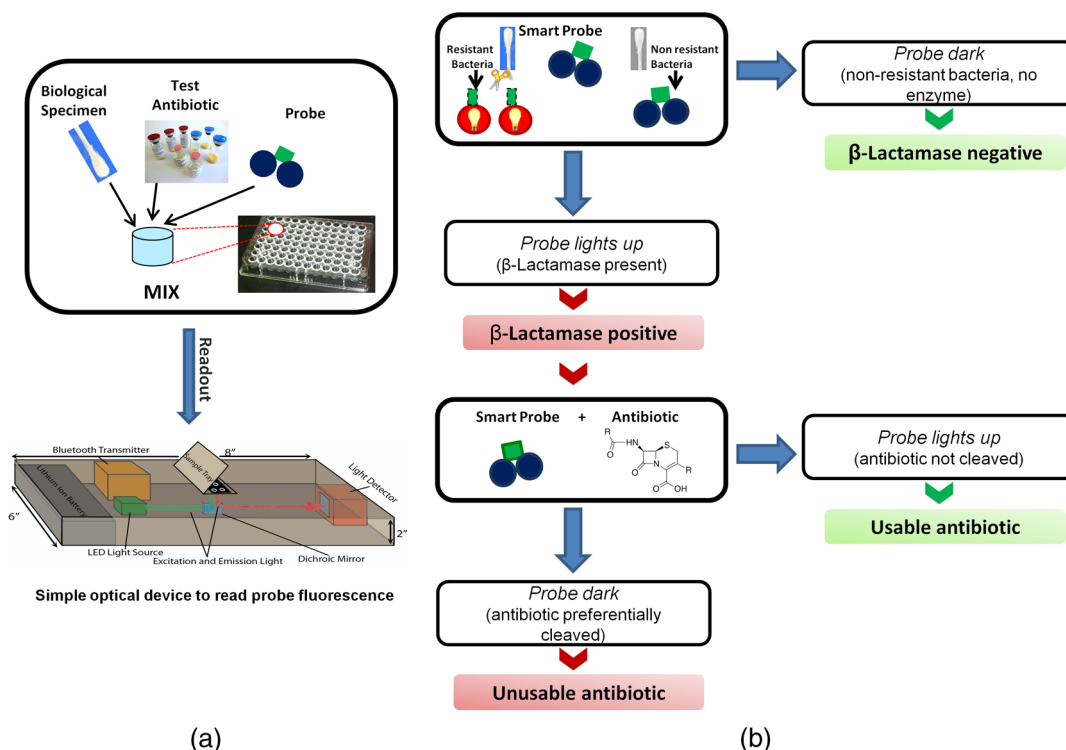 Biological
Specimen
Test
Antibiotic
Probe
MIX
Readout
Bluetooth Transmitter
8”
Sample Tray
Light Detector
Lithium Ion Battery
6”
2”
LED Light Source
Excitation and Emission Light
Dichroic Mirror
Simple optical device to read probe fluorescence
(a)
Smart Probe
Resistant
Bacteria
Non resistant
Bacteria
Probe dark
(non-resistant bacteria, no
enzyme)
β-Lactamase negative
Probe lights up
(β-Lactamase present)
β-Lactamase positive
Smart Probe + Antibiotic
R
HN
O
S
N
O
R
O
OH
Probe lights up
(antibiotic not cleaved)
Usable antibiotic
Probe dark
(antibiotic preferentially
cleaved)
Unusable antibiotic
(b)